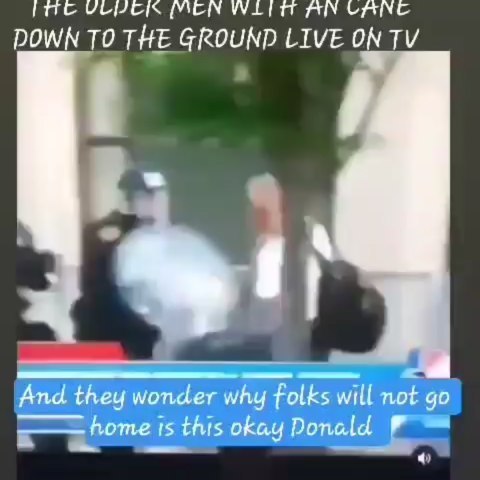 THE OLDER MEN WITH AN CANE
DOWN TO THE GROUND LIVE ON TV
And they wonder why folks will not go
home is this okay Donald